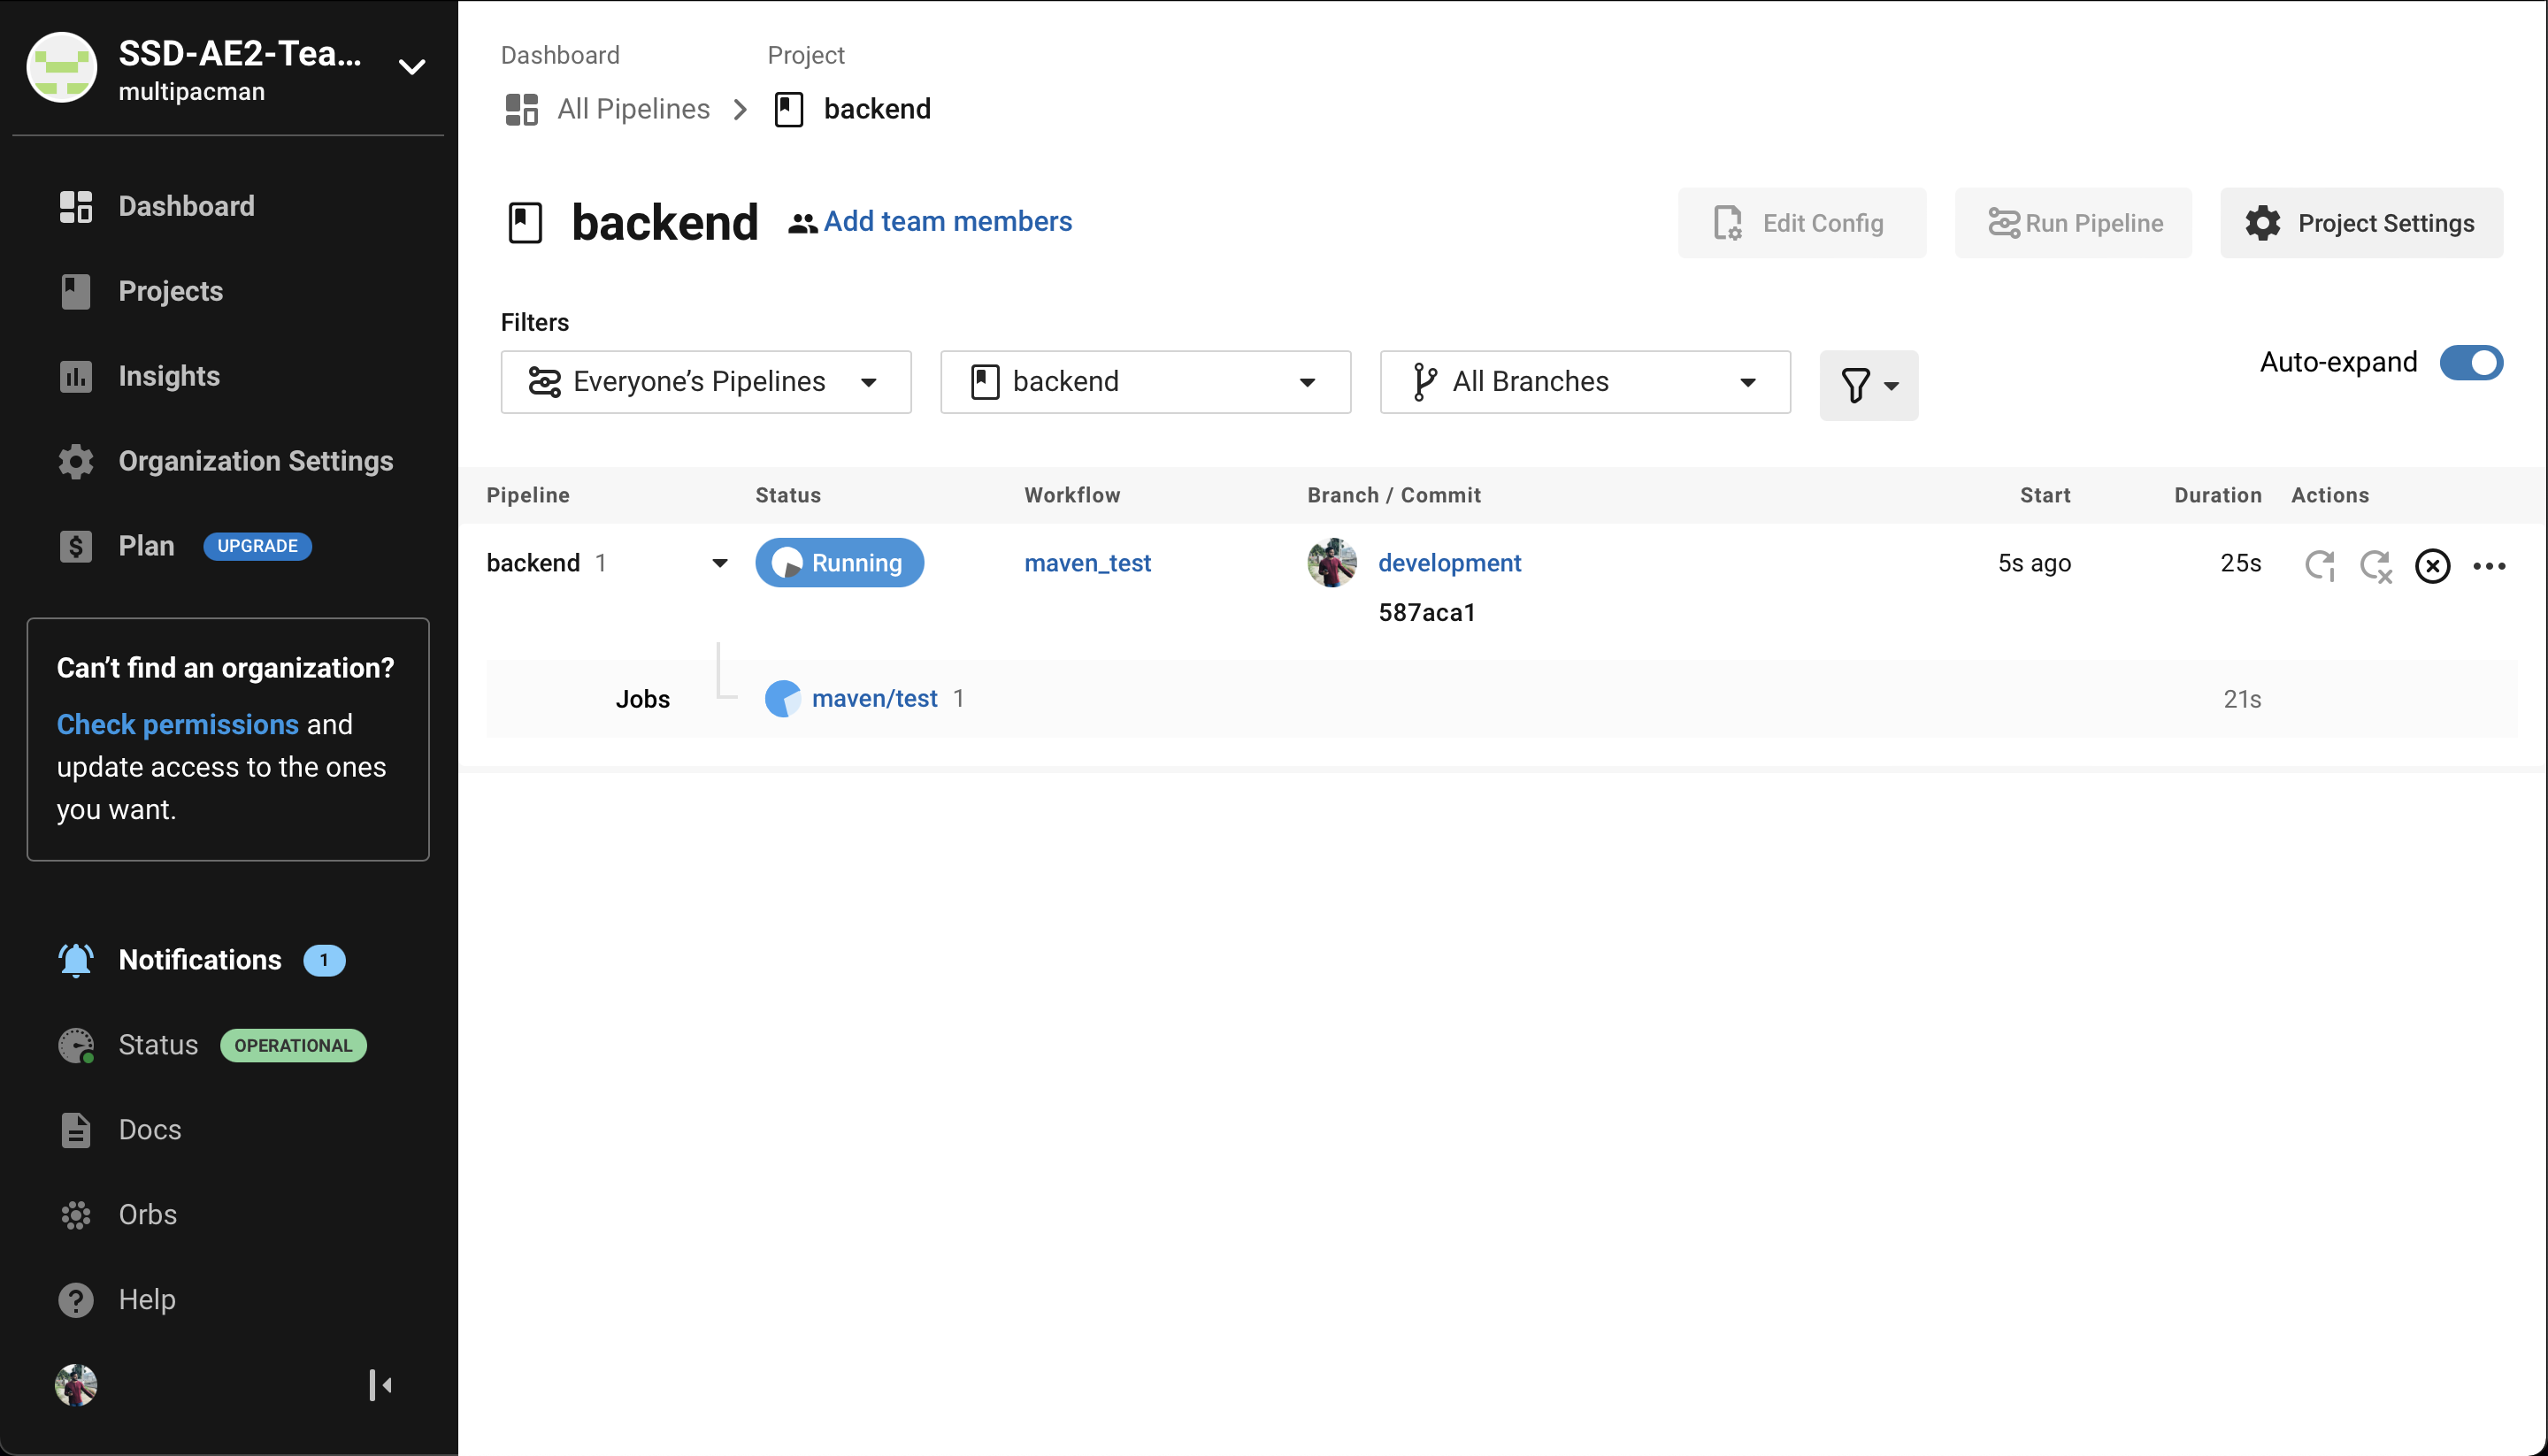 SSD-AE2-Tea...
multipacman
Dashboard
Projects
Insights
Organization Settings
Plan UPGRADE
Can't find an organization?
Check permissions and
update access to the ones
you want.
Notifications 1
Status OPERATIONAL
Docs
Orbs
Help
Dashboard Project
All Pipelines backend
backend Add team members Edit Config Run Pipeline Project Settings
Filters
Everyone’s Pipelines backend All Branches Auto-expand
Pipeline Status Workflow Branch / Commit Start Duration Actions
backend 1 Running maven_test development 5s ago 25s
587aca1
Jobs maven/test 1 21s